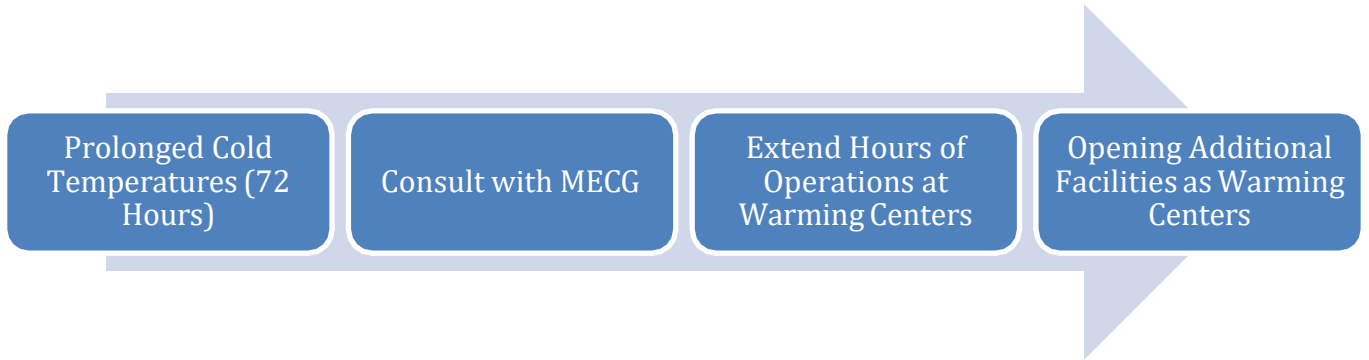 Prolonged Cold
Temperatures (72
Hours)
Consult with MECG
Extend Hours of
Operations at
Warming Centers
Opening Additional
Facilities as Warming
Centers